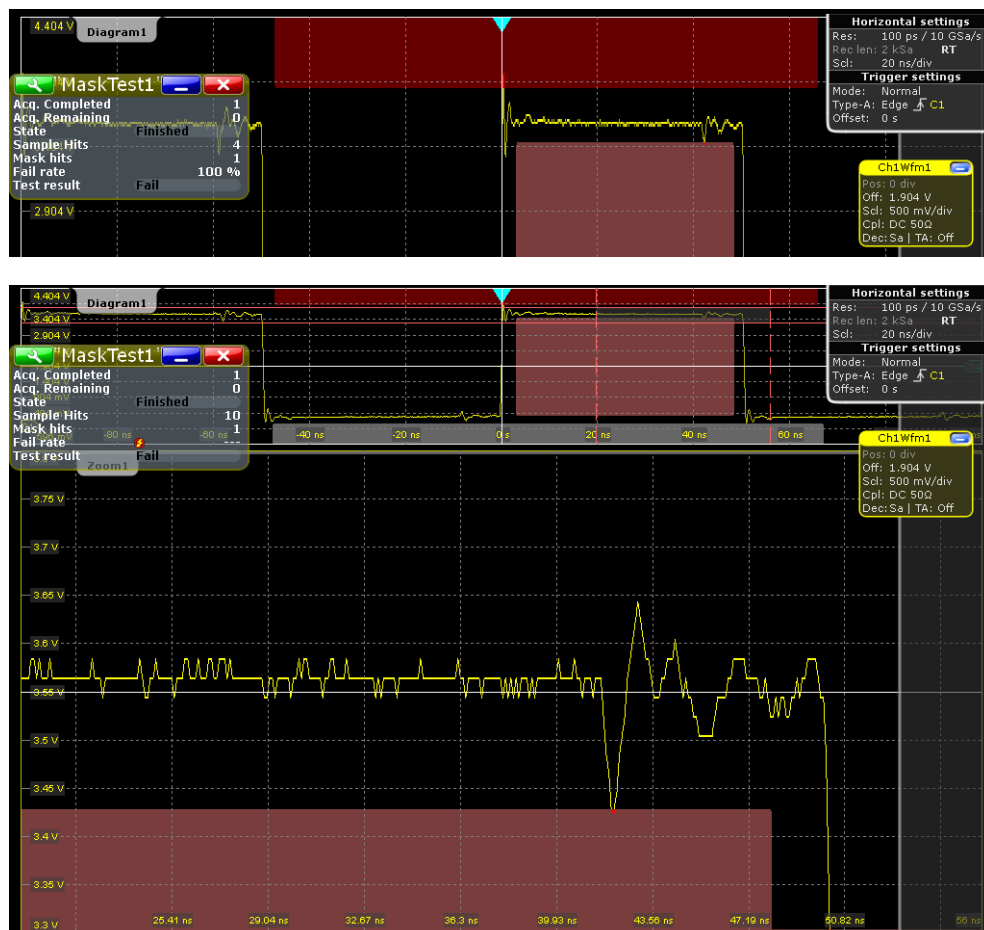 4.404 V
Diagram1
"MaskTest1"
Acq. Completed 1
Acq. Remaining 0
State Finished
Sample Hits 4
Mask hits 1
Fail rate 100 %
Test result Fail
2.904 V
Horizontal settings
Res: 100 ps / 10 GSa/s
Rec len: 2 kSa RT
Scl: 20 ns/div
Trigger settings
Mode: Normal
Type-A: Edge C1
Offset: 0 s
Ch1Wfm1
Pos: 0 div
Off: 1.904 V
Scl: 500 mV/div
Cpl: DC 50Ω
Dec: Sa | TA: Off
4.404 V
Diagram1
3.404 V
2.904 V
"MaskTest1"
Acq. Completed 1
Acq. Remaining 0
State Finished
Sample Hits 10
Mask hits 1
Fail rate ---
Test result Fail
-80 ns
-60 ns
-40 ns
-20 ns
0 s
20 ns
40 ns
60 ns
Horizontal settings
Res: 100 ps / 10 GSa/s
Rec len: 2 kSa RT
Scl: 20 ns/div
Trigger settings
Mode: Normal
Type-A: Edge C1
Offset: 0 s
Ch1Wfm1
Pos: 0 div
Off: 1.904 V
Scl: 500 mV/div
Cpl: DC 50Ω
Dec: Sa | TA: Off
Zoom1
3.75 V
3.7 V
3.65 V
3.6 V
3.55 V
3.5 V
3.45 V
3.4 V
3.35 V
3.3 V
25.41 ns
29.04 ns
32.67 ns
36.3 ns
39.93 ns
43.56 ns
47.19 ns
50.82 ns
56 ns